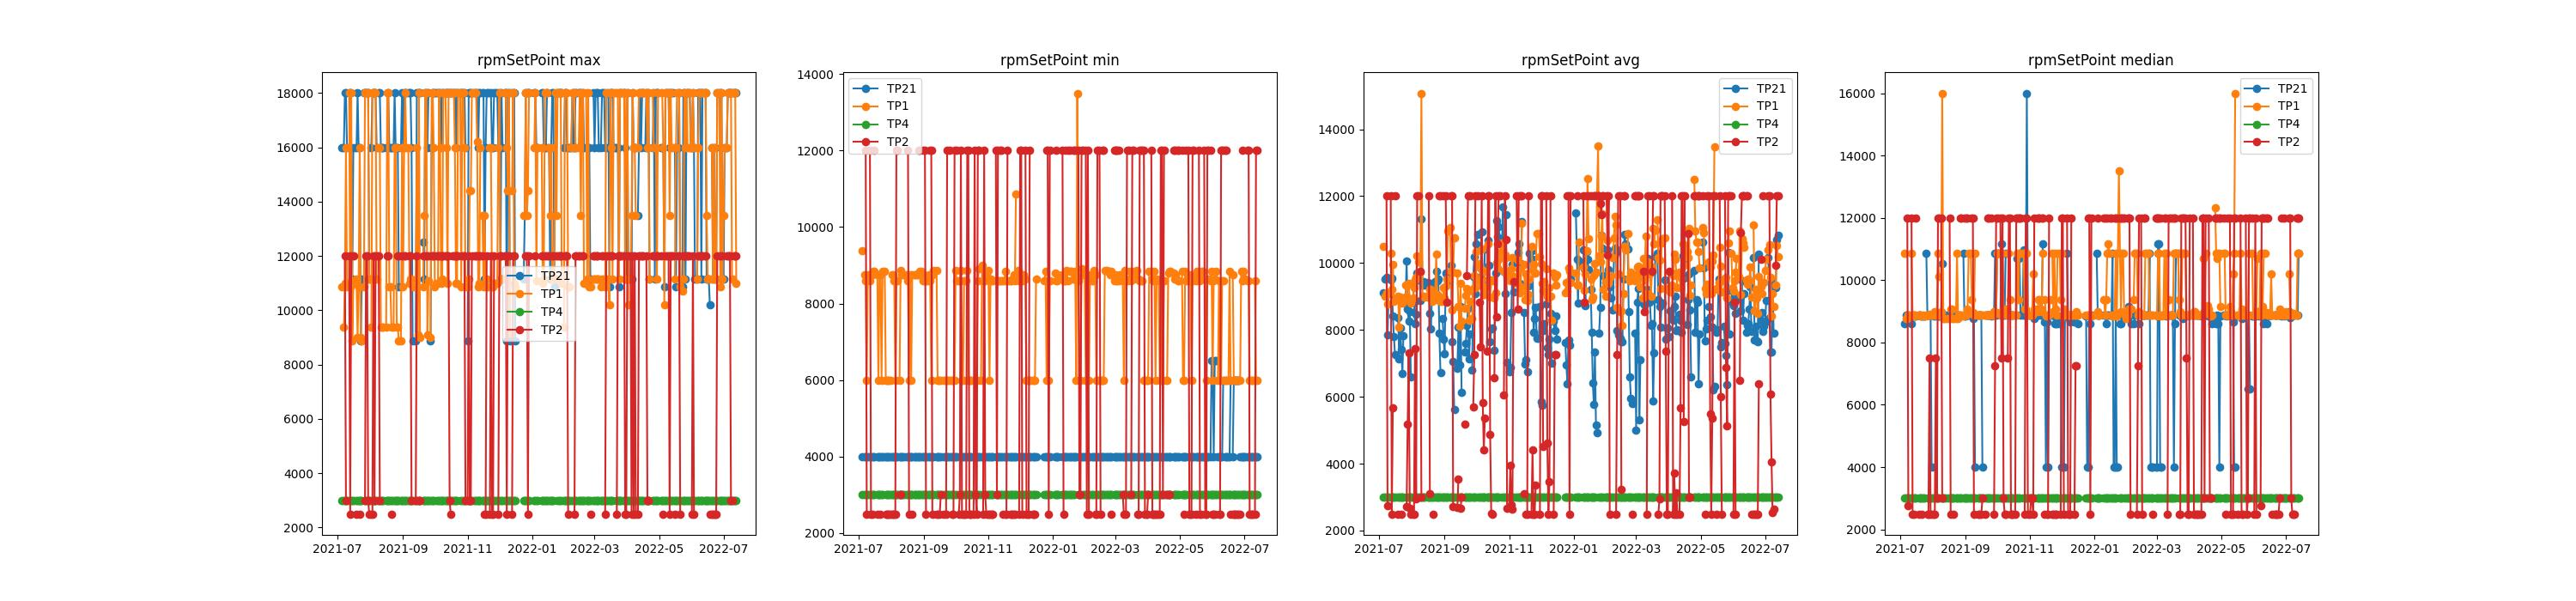 rpmSetPoint max
18000
16000
14000
12000
10000
8000
6000
4000
2000
2021-07 2021-09 2021-11 2022-01 2022-03 2022-05 2022-07
TP21
TP1
TP4
TP2
rpmSetPoint min
14000
12000
10000
8000
6000
4000
2000
2021-07 2021-09 2021-11 2022-01 2022-03 2022-05 2022-07
TP21
TP1
TP4
TP2
rpmSetPoint avg
14000
12000
10000
8000
6000
4000
2000
2021-07 2021-09 2021-11 2022-01 2022-03 2022-05 2022-07
TP21
TP1
TP4
TP2
rpmSetPoint median
16000
14000
12000
10000
8000
6000
4000
2000
2021-07 2021-09 2021-11 2022-01 2022-03 2022-05 2022-07
TP21
TP1
TP4
TP2